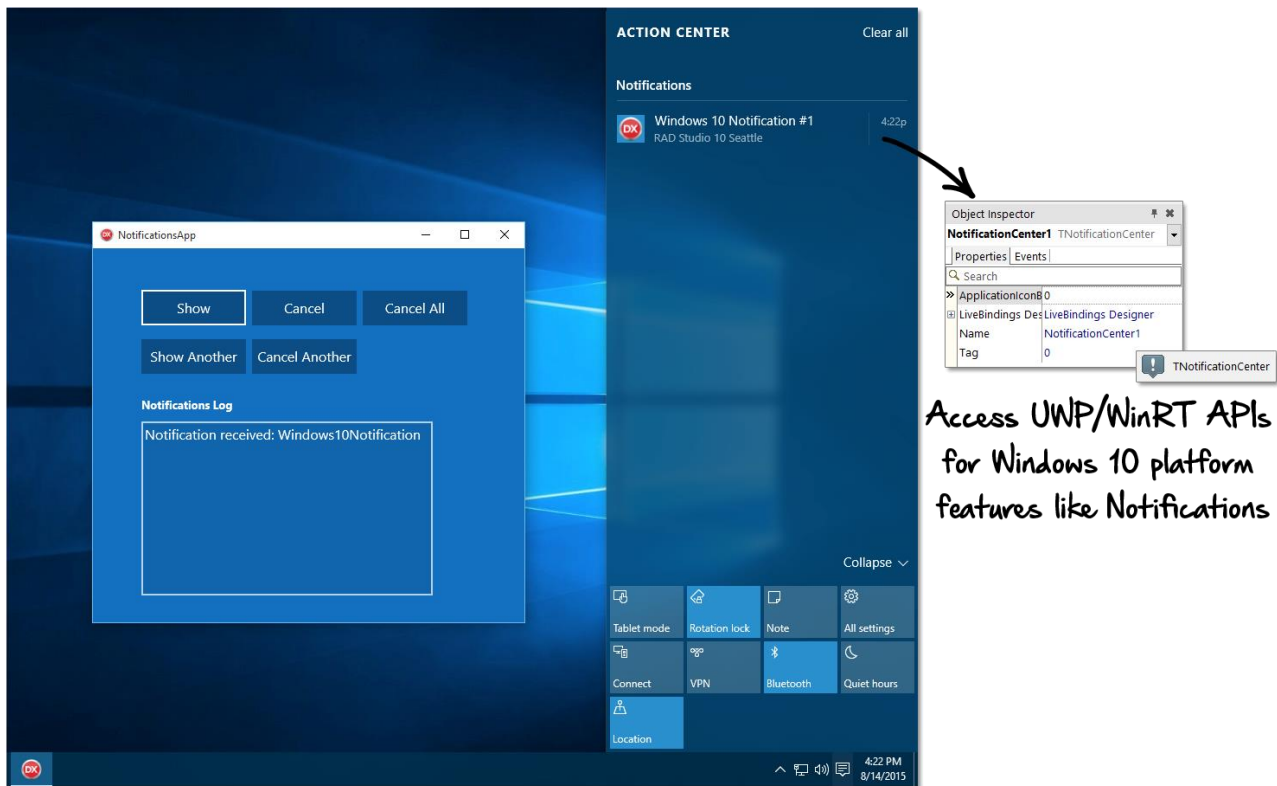 ACTION CENTER
Clear all
Notifications
DX
Windows 10 Notification #1
4:22p
RAD Studio 10 Seattle
DX
NotificationsApp
Show
Cancel
Cancel All
Show Another
Cancel Another
Notifications Log
Notification received: Windows10Notification
Collapse
Tablet mode
Rotation lock
Note
All settings
Connect
VPN
Bluetooth
Quiet hours
Location
DX
4:22 PM
8/14/2015
Object Inspector
NotificationCenter1 TNotificationCenter
Properties
Events
Search
ApplicationIconB 0
LiveBindings Des LiveBindings Designer
Name NotificationCenter1
Tag 0
TNotificationCenter
Access UWP/WinRT APIs
for Windows 10 platform
features like Notifications